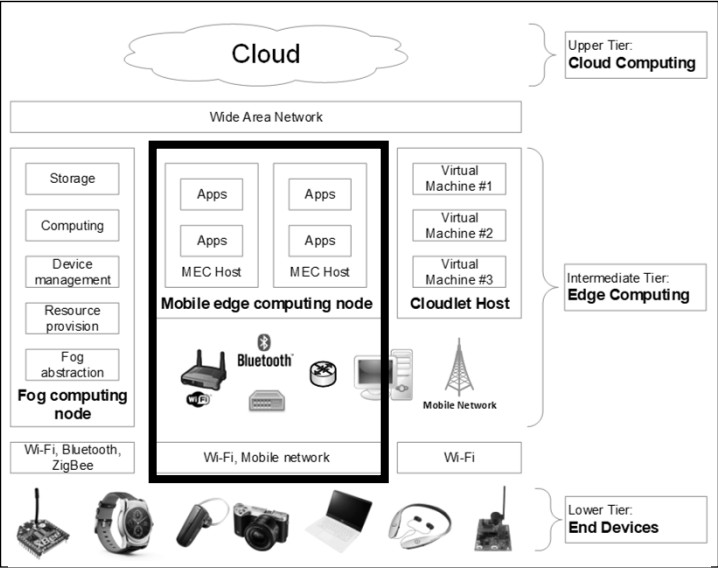 Cloud
Upper Tier:
Cloud Computing
Wide Area Network
Storage
Computing
Device
management
Resource
provision
Fog
abstraction
Fog computing
node
Apps
Apps
MEC Host
Apps
Apps
MEC Host
Mobile edge computing node
Bluetooth
WiFi
Virtual
Machine #1
Virtual
Machine #2
Virtual
Machine #3
Cloudlet Host
Mobile Network
Intermediate Tier:
Edge Computing
Wi-Fi, Bluetooth,
ZigBee
Wi-Fi, Mobile network
Wi-Fi
Lower Tier:
End Devices